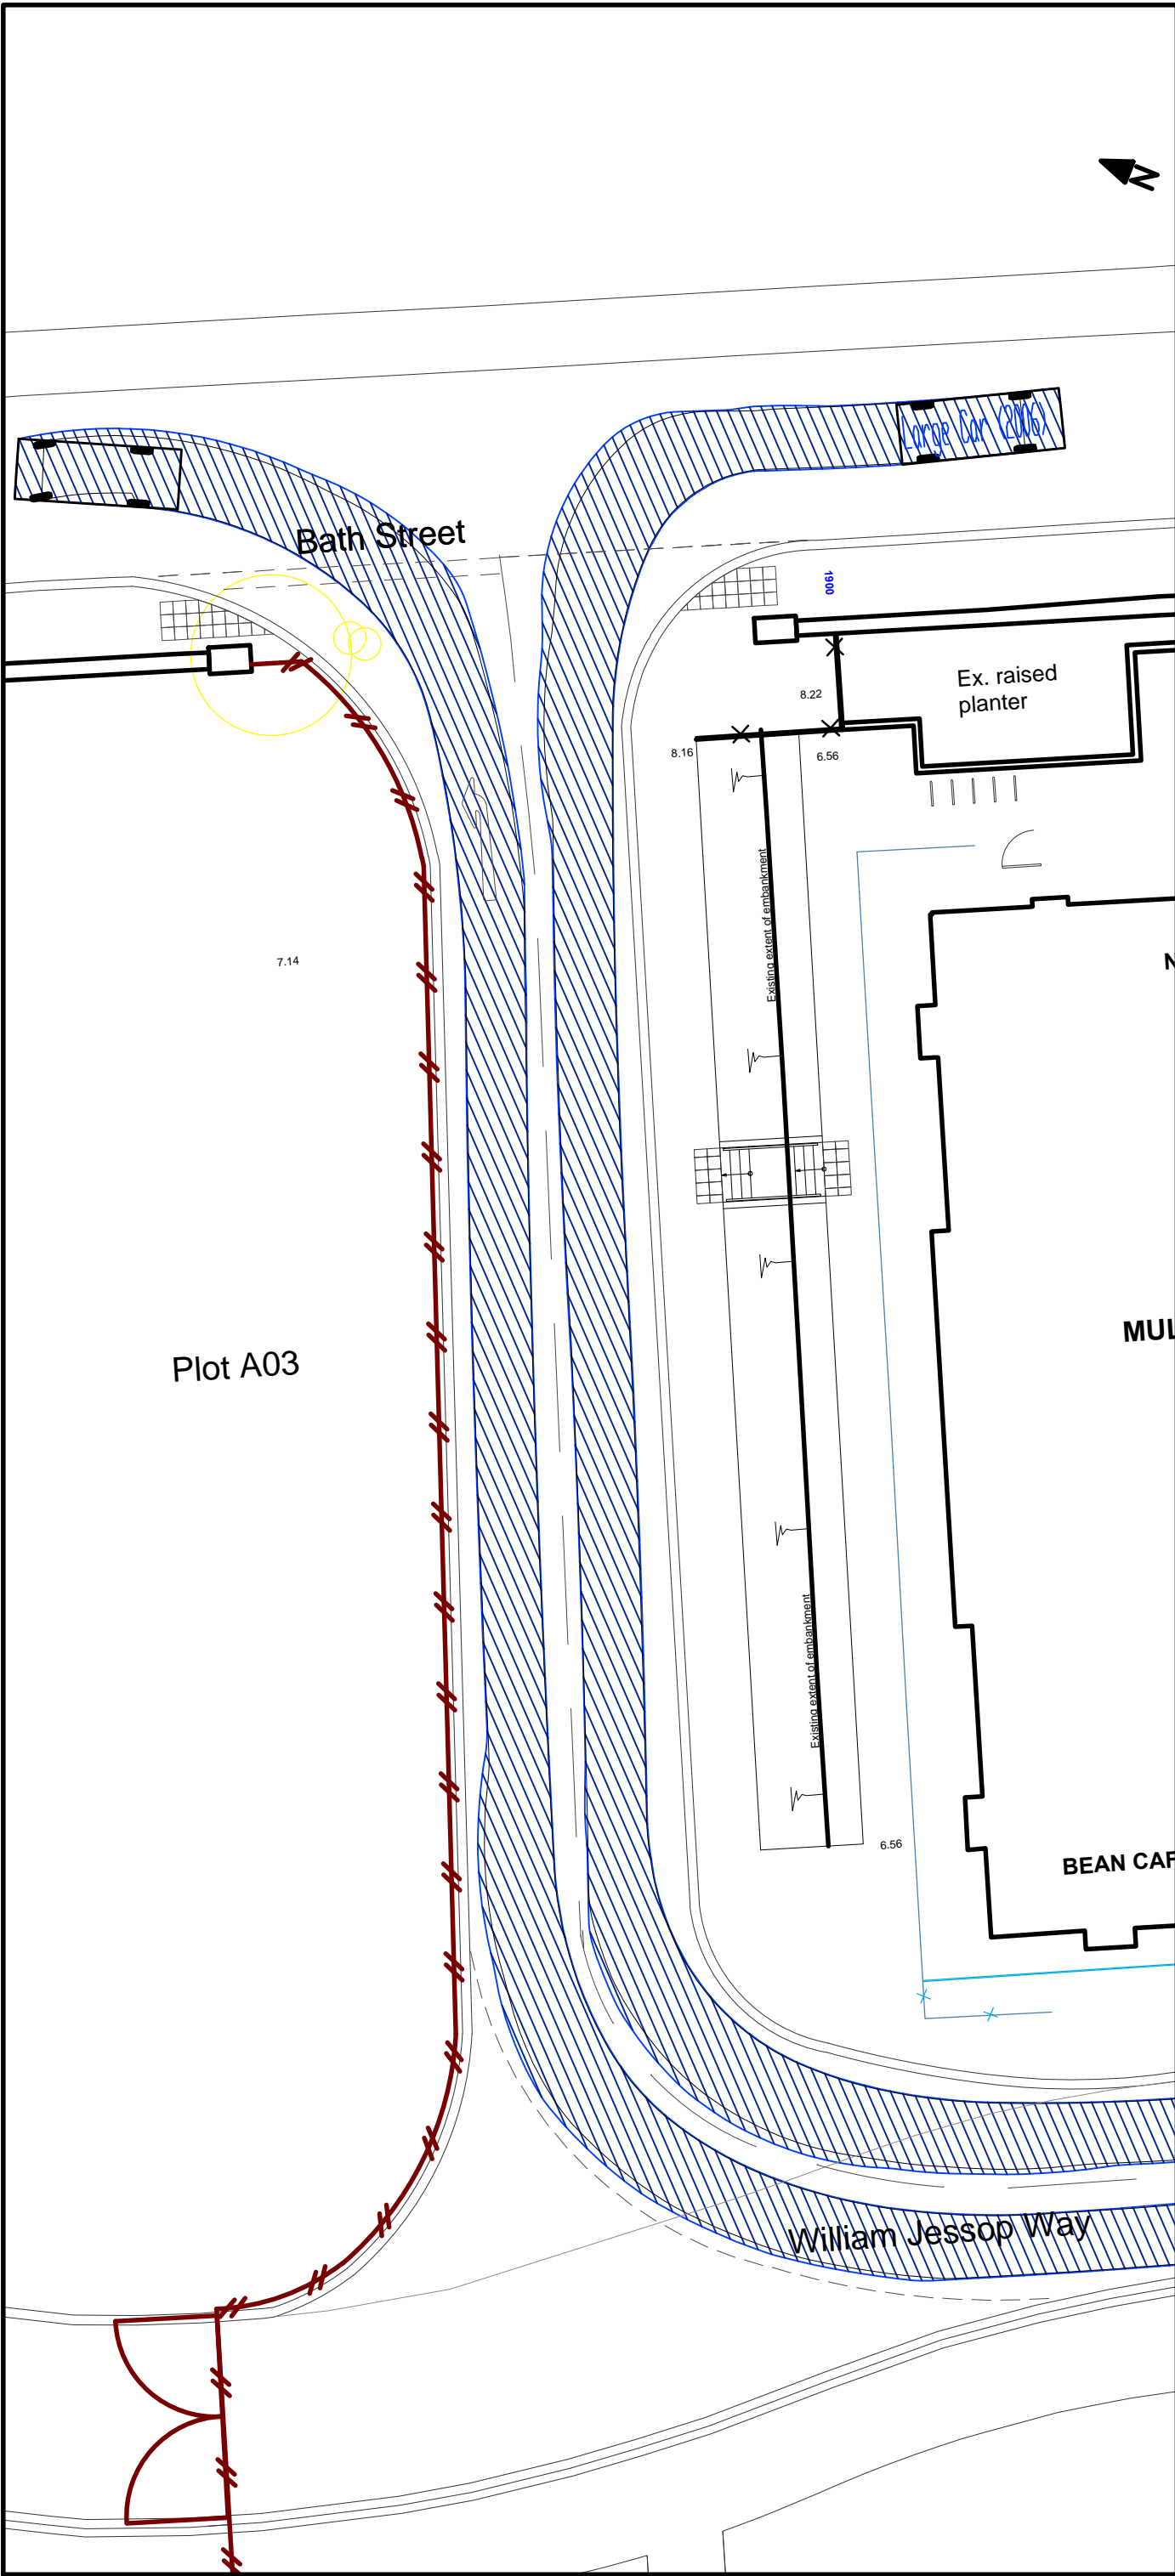 N
Large Car (2006)
Bath Street
1900
Ex. raised
planter
8.22
8.16
6.56
Existing extent of embankment
7.14
N
MUL
Plot A03
Existing extent of embankment
6.56
BEAN CAF
William Jessop Way